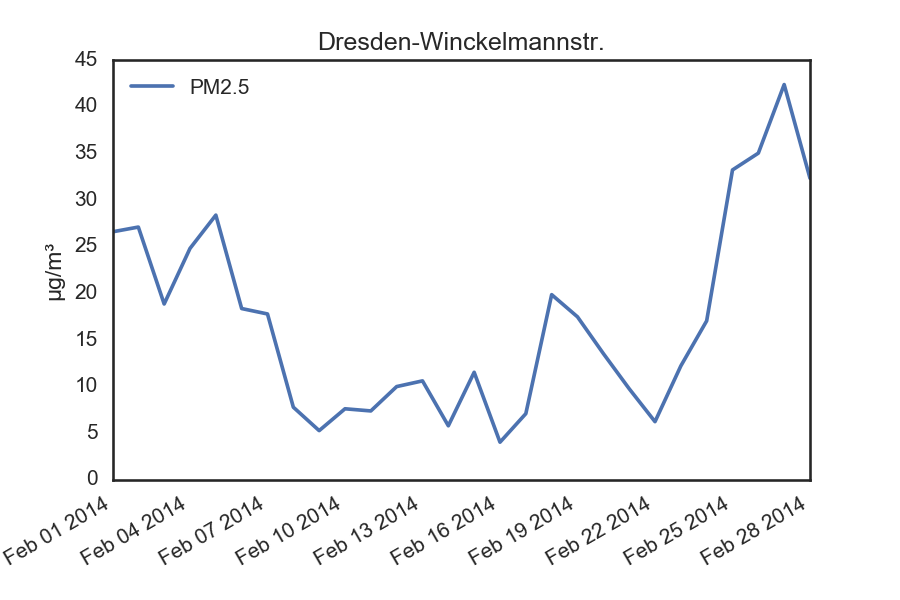 Dresden-Winckelmannstr.
PM2.5
µg/m³
45
40
35
30
25
20
15
10
5
0
Feb 01 2014
Feb 04 2014
Feb 07 2014
Feb 10 2014
Feb 13 2014
Feb 16 2014
Feb 19 2014
Feb 22 2014
Feb 25 2014
Feb 28 2014